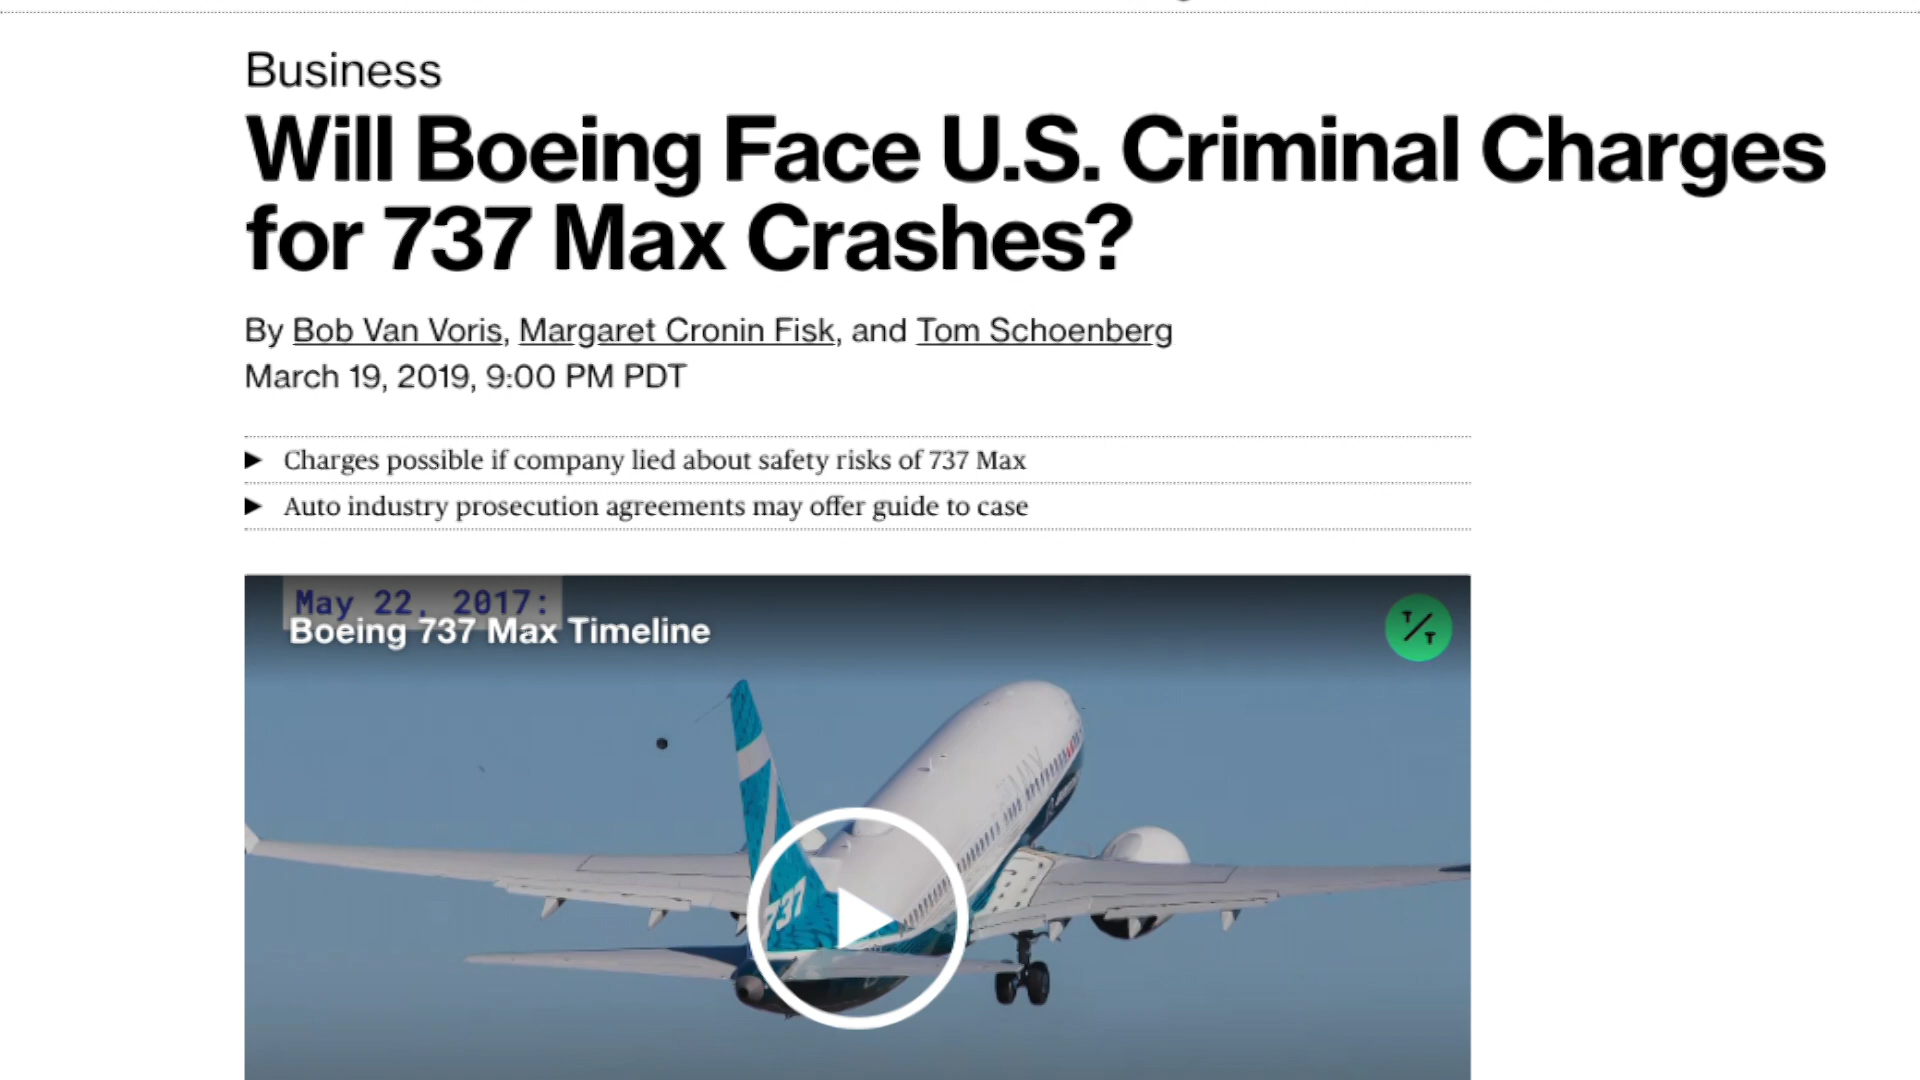 Business
Will Boeing Face U.S. Criminal Charges
for 737 Max Crashes?
By Bob Van Voris, Margaret Cronin Fisk, and Tom Schoenberg
March 19, 2019, 9:00 PM PDT
Charges possible if company lied about safety risks of 737 Max
Auto industry prosecution agreements may offer guide to case
May 22, 2017:
Boeing 737 Max Timeline
T/T
MAX
737